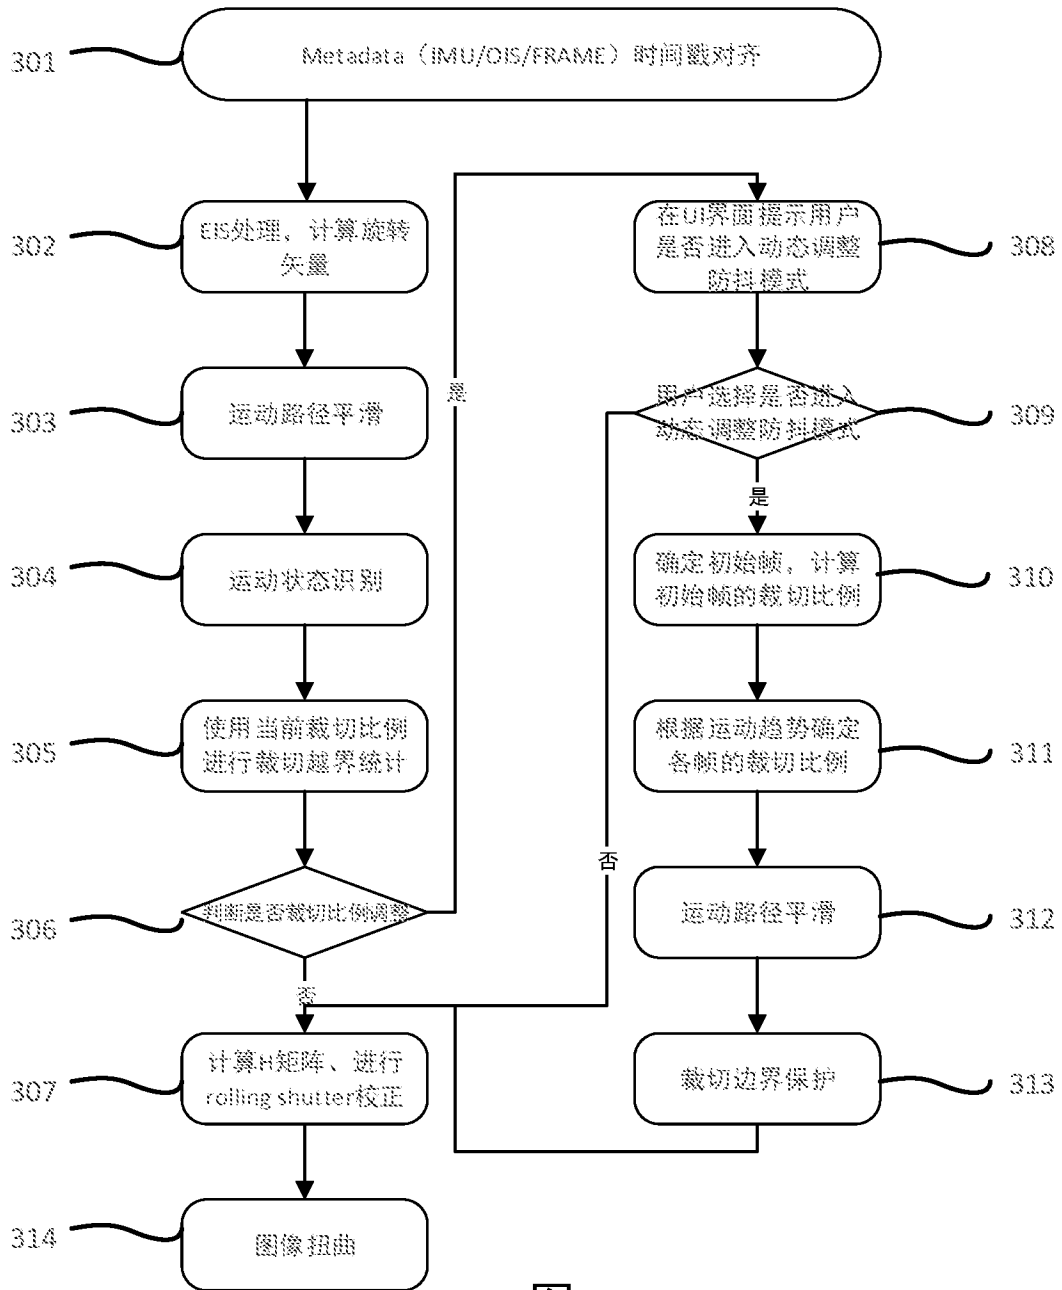 301
Metadata（IMU/OIS/FRAME）时间戳对齐
302
EIS处理，计算旋转
矢量
303
运动路径平滑
304
运动状态识别
305
使用当前裁切比例
进行裁切越界统计
306
判断是否裁切比例调整
是
否
307
计算H矩阵、进行
rolling shutter校正
314
图像扭曲
在UI界面提示用户
是否进入动态调整
防抖模式
308
用户选择是否进入
动态调整防抖模式
309
是
否
确定初始帧，计算
初始帧的裁切比例
310
根据运动趋势确定
各帧的裁切比例
311
运动路径平滑
312
裁切边界保护
313